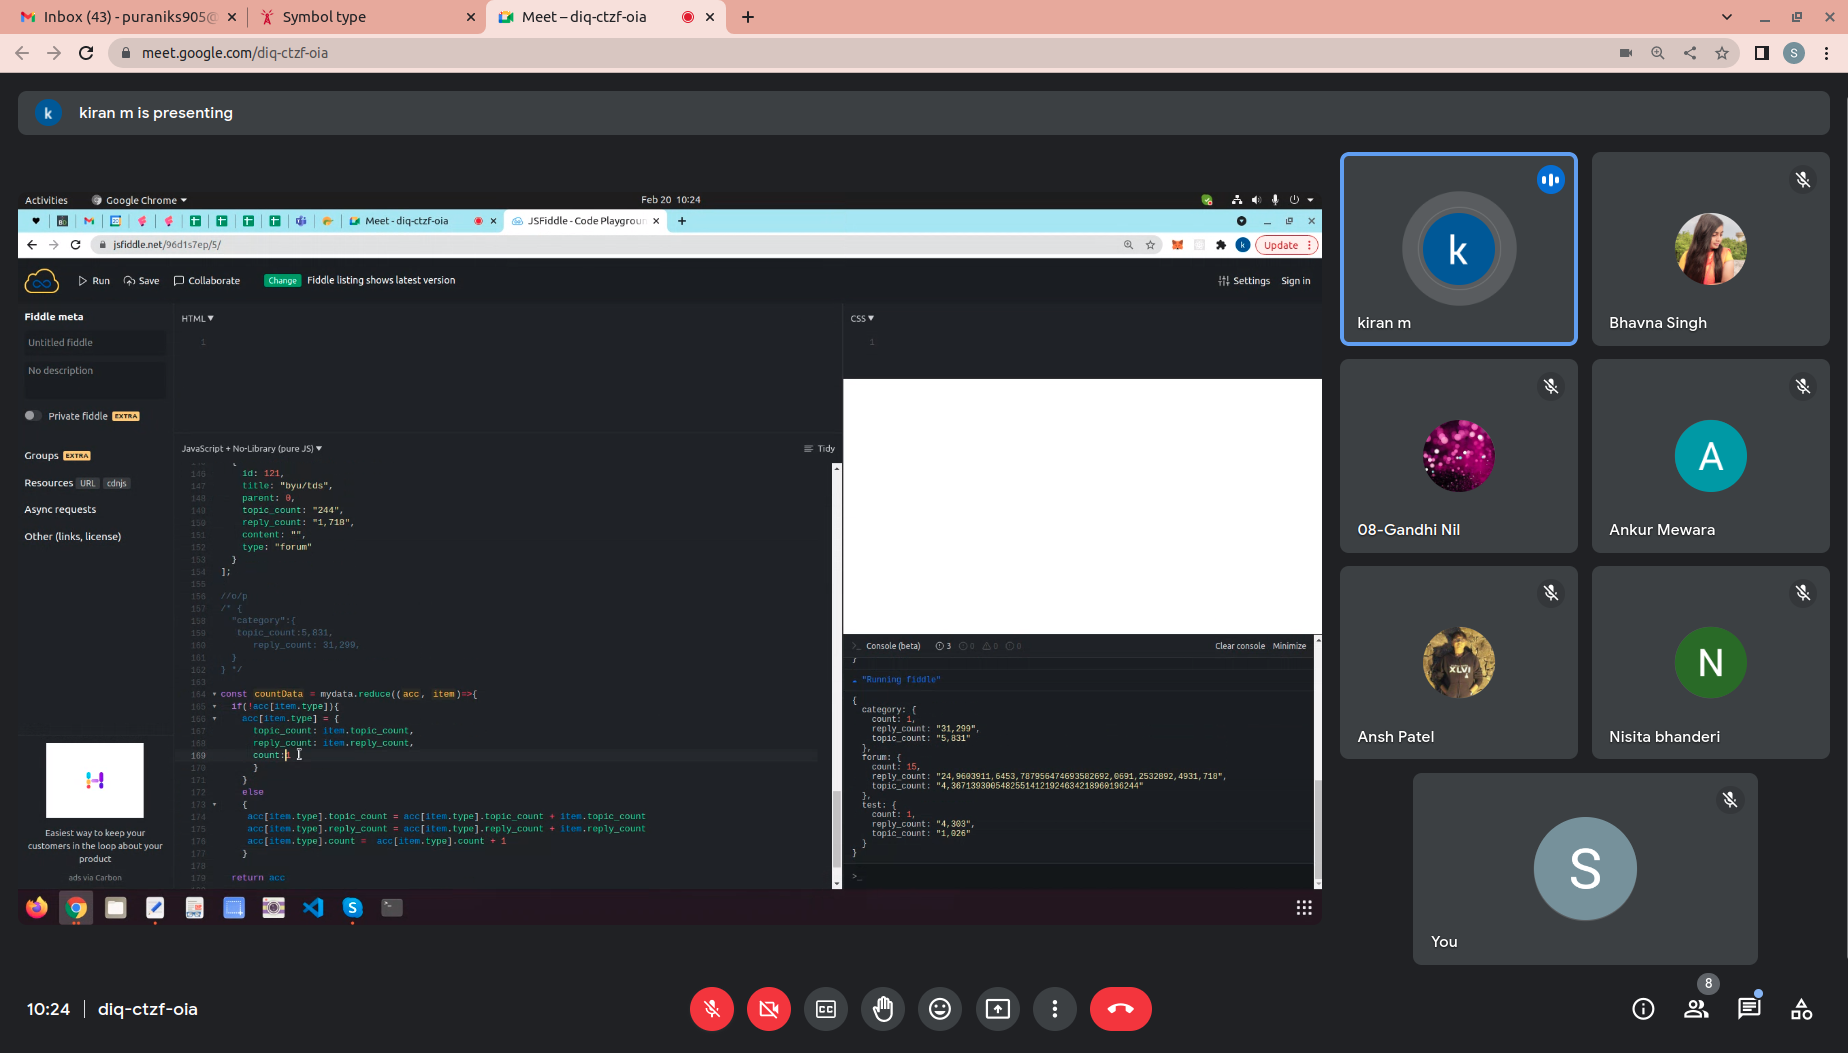 Inbox (43) - puraniks905@
Symbol type
Meet – diq-ctzf-oia
meet.google.com/diq-ctzf-oia
k
kiran m is presenting
Activities
Google Chrome
Feb 20 10:24
Meet - diq-ctzf-oia
JSFiddle - Code Playgroun
jsfiddle.net/96d1s7ep/5/
Update
Run
Save
Collaborate
Change
Fiddle listing shows latest version
Settings
Sign in
Fiddle meta
Untitled fiddle
No description
Private fiddle EXTRA
Groups EXTRA
Resources URL cdnjs
Async requests
Other (links, license)
Easiest way to keep your
customers in the loop about your
product
ads via Carbon
HTML
1
CSS
1
JavaScript + No-Library (pure JS)
Tidy
146 id: 121,
147 title: "byu/tds",
148 parent: 0,
149 topic_count: "244",
150 reply_count: "1,718",
151 content: "",
152 type: "forum"
153 }
154 ];
155
156 //o/p
157 /* {
158 "category":{
159 topic_count:5,831,
160 reply_count: 31,299,
161 }
162 } */
163
164 const countData = mydata.reduce((acc, item)=>{
165 if(!acc[item.type]){
166 acc[item.type] = {
167 topic_count: item.topic_count,
168 reply_count: item.reply_count,
169 count:1
170 }
171 }
172 else
173 {
174 acc[item.type].topic_count = acc[item.type].topic_count + item.topic_count
175 acc[item.type].reply_count = acc[item.type].reply_count + item.reply_count
176 acc[item.type].count = acc[item.type].count + 1
177 }
178
179 return acc
Console (beta)
3
0
0
0
Clear console
Minimize
}
"Running fiddle"
{
category: {
count: 1,
reply_count: "31,299",
topic_count: "5,831"
},
forum: {
count: 15,
reply_count: "24,9603911,6453,787956474693582692,0691,2532892,4931,718",
topic_count: "4,367139300548255141219246342189601962​44"
},
test: {
count: 1,
reply_count: "4,303",
topic_count: "1,026"
}
}
>_
k
kiran m
Bhavna Singh
08-Gandhi Nil
A
Ankur Mewara
XLVI
Ansh Patel
N
Nisita bhanderi
S
You
10:24
diq-ctzf-oia
8